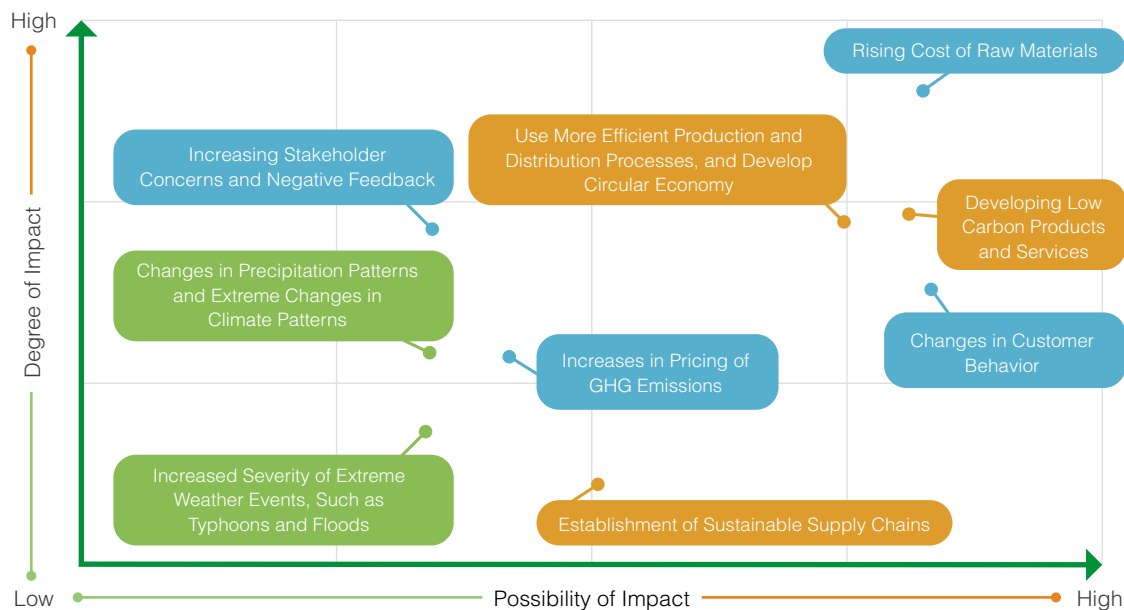 High
Rising Cost of Raw Materials
Use More Efficient Production and
Distribution Processes, and Develop
Circular Economy
Increasing Stakeholder
Concerns and Negative Feedback
Developing Low
Carbon Products
and Services
Degree of Impact
Changes in Precipitation Patterns
and Extreme Changes in
Climate Patterns
Changes in Customer
Behavior
Increases in Pricing of
GHG Emissions
Increased Severity of Extreme
Weather Events, Such as
Typhoons and Floods
Establishment of Sustainable Supply Chains
Low
Possibility of Impact
High